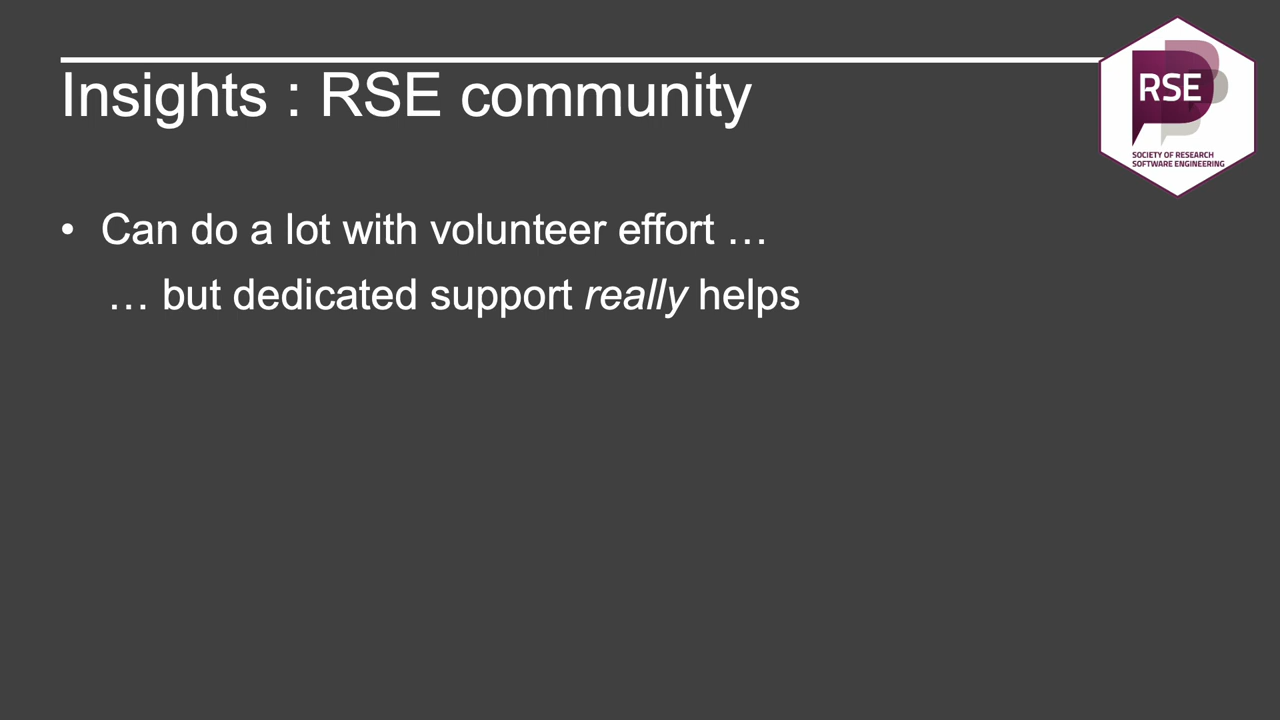 Insights : RSE community
RSE
SOCIETY OF RESEARCH
SOFTWARE ENGINEERING
• Can do a lot with volunteer effort …
… but dedicated support really helps